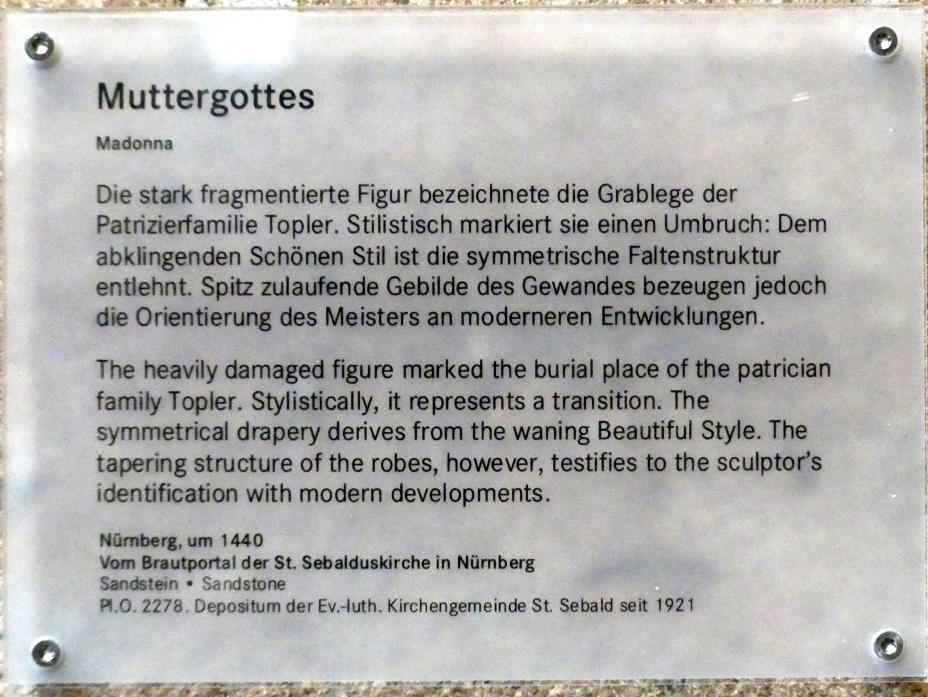 Muttergottes
Madonna
Die stark fragmentierte Figur bezeichnete die Grablege der
Patrizierfamilie Topler. Stilistisch markiert sie einen Umbruch: Dem
abklingenden Schönen Stil ist die symmetrische Faltenstruktur
entlehnt. Spitz zulaufende Gebilde des Gewandes bezeugen jedoch
die Orientierung des Meisters an moderneren Entwicklungen.
The heavily damaged figure marked the burial place of the patrician
family Topler. Stylistically, it represents a transition. The
symmetrical drapery derives from the waning Beautiful Style. The
tapering structure of the robes, however, testifies to the sculptor’s
identification with modern developments.
Nürnberg, um 1440
Vom Brautportal der St. Sebalduskirche in Nürnberg
Sandstein • Sandstone
Pl.O. 2278. Depositum der Ev.-luth. Kirchengemeinde St. Sebald seit 1921